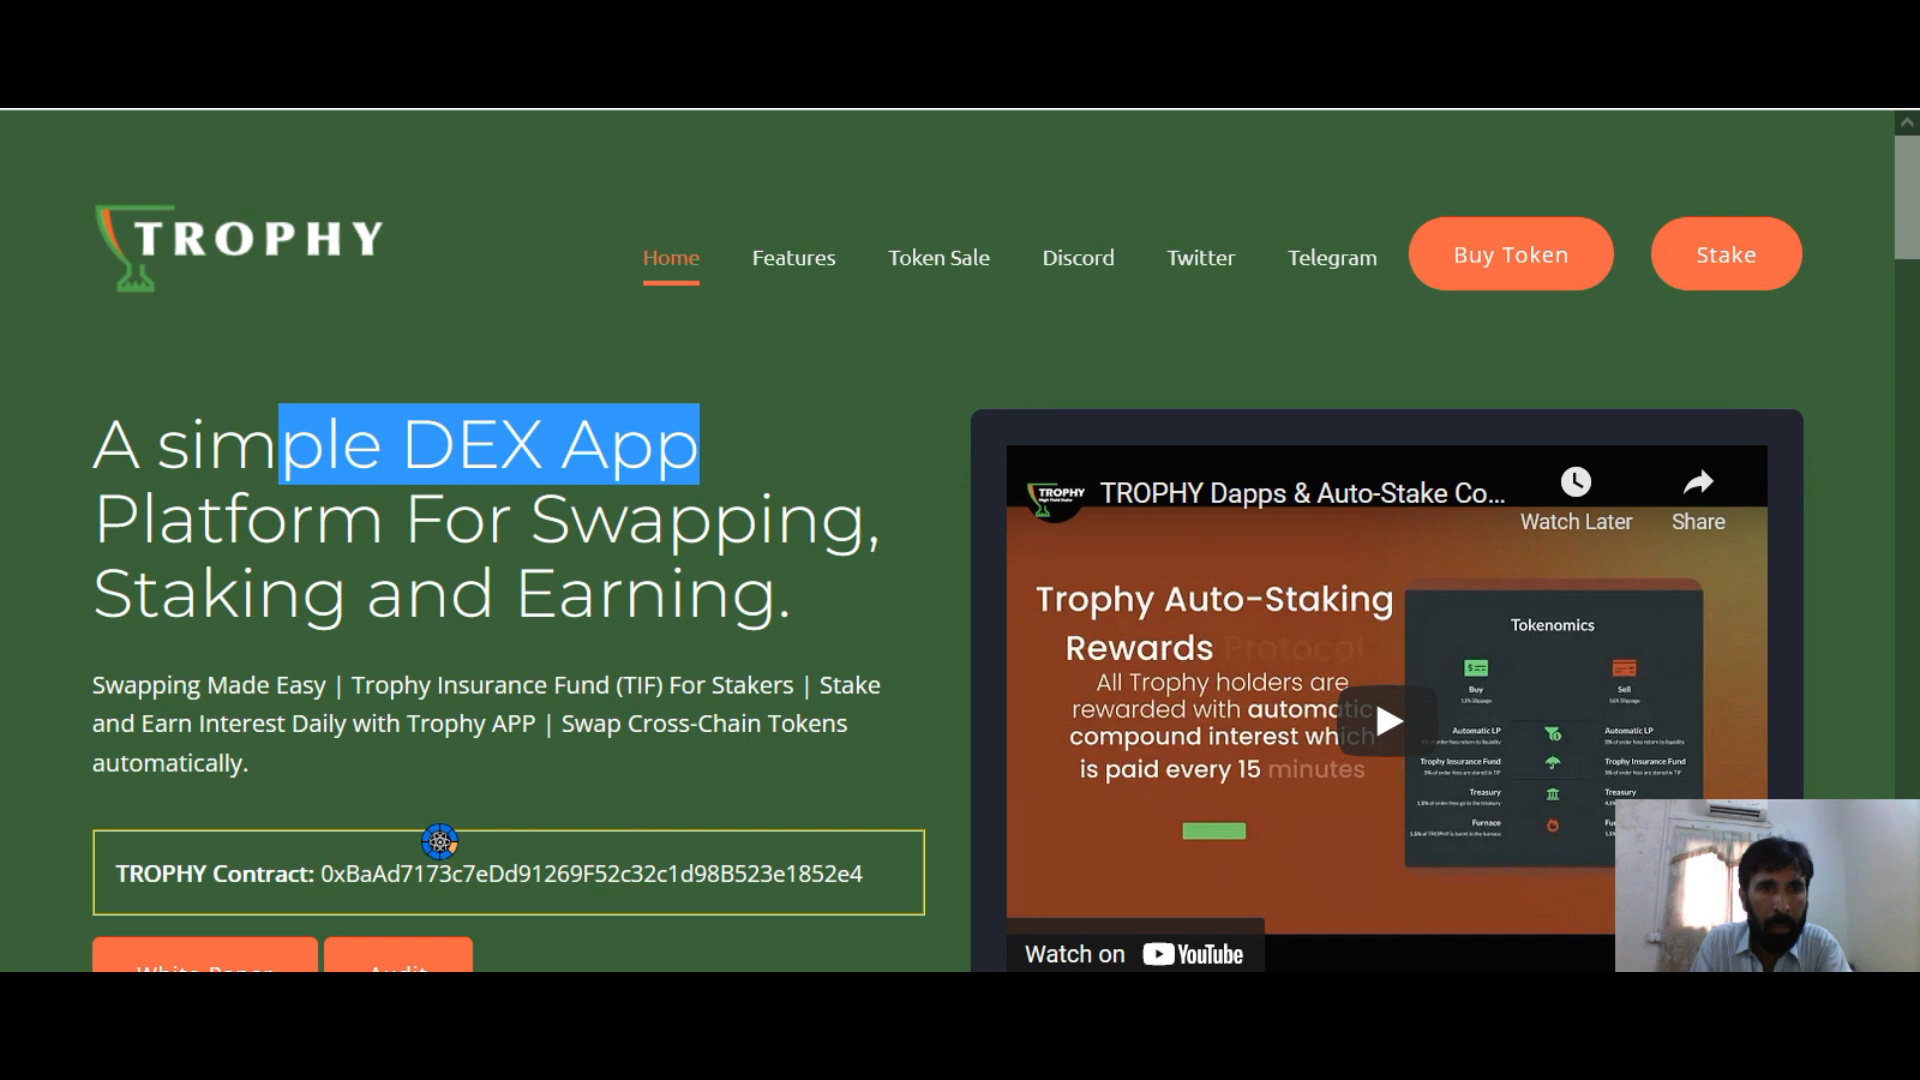 TROPHY
Home
Features
Token Sale
Discord
Twitter
Telegram
Buy Token
Stake
A simple DEX App
Platform For Swapping,
Staking and Earning.
Swapping Made Easy | Trophy Insurance Fund (TIF) For Stakers | Stake
and Earn Interest Daily with Trophy APP | Swap Cross-Chain Tokens
automatically.
TROPHY Contract: 0xBaAd7173c7eDd91269F52c32c1d98B523e1852e4
White Paper
Audit
TROPHY
TROPHY Dapps & Auto-Stake Co...
Watch Later
Share
Trophy Auto-Staking
Rewards Protocol
All Trophy holders are
rewarded with automatic
compound interest which
is paid every 15 minutes
Tokenomics
Buy
Sell
Automatic LP
Automatic LP
Trophy Insurance Fund
Trophy Insurance Fund
Treasury
Treasury
Furnace
Watch on YouTube